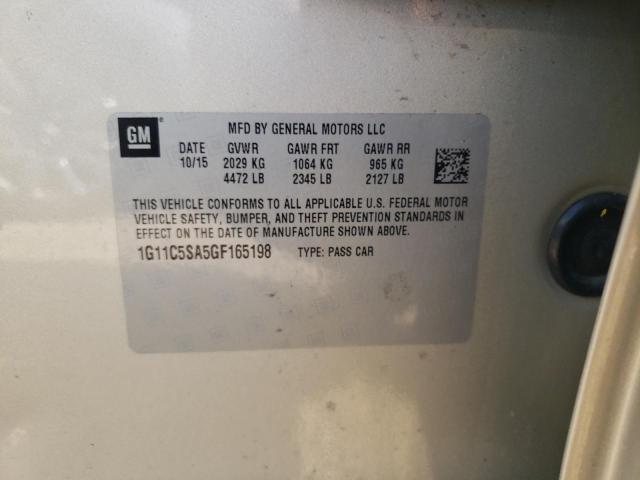 GM
MFD BY GENERAL MOTORS LLC
DATE GVWR GAWR FRT GAWR RR
10/15 2029 KG 1064 KG 965 KG
4472 LB 2345 LB 2127 LB
THIS VEHICLE CONFORMS TO ALL APPLICABLE U.S. FEDERAL MOTOR
VEHICLE SAFETY, BUMPER, AND THEFT PREVENTION STANDARDS IN
EFFECT ON THE DATE OF MANUFACTURE SHOWN ABOVE.
1G11C5SA5GF165198 TYPE: PASS CAR